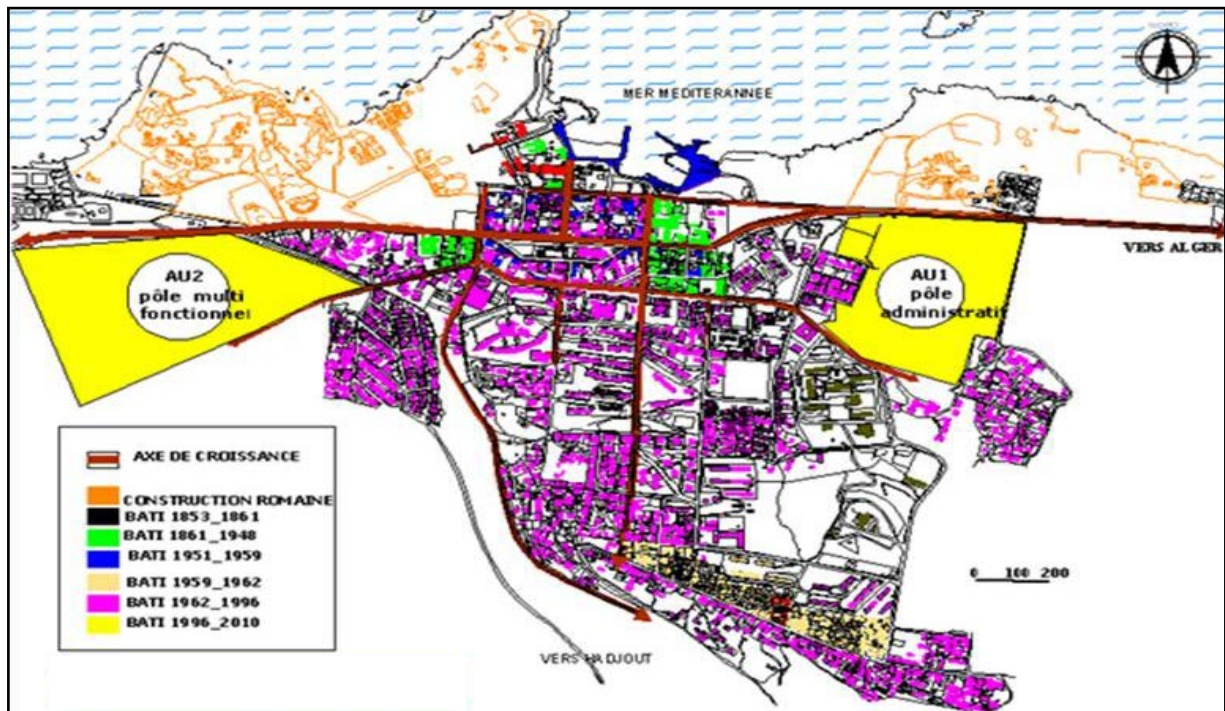 NORD
MER MEDITERANNEE
VERS ALGER
AU2
pôle multi
fonctionnel
AU1
pôle
administratif
AXE DE CROISSANCE
CONSTRUCTION ROMAINE
BATI 1853_1861
BATI 1861_1948
BATI 1951_1959
BATI 1959_1962
BATI 1962_1996
BATI 1996_2010
0 100 200
VERS HADJOUT